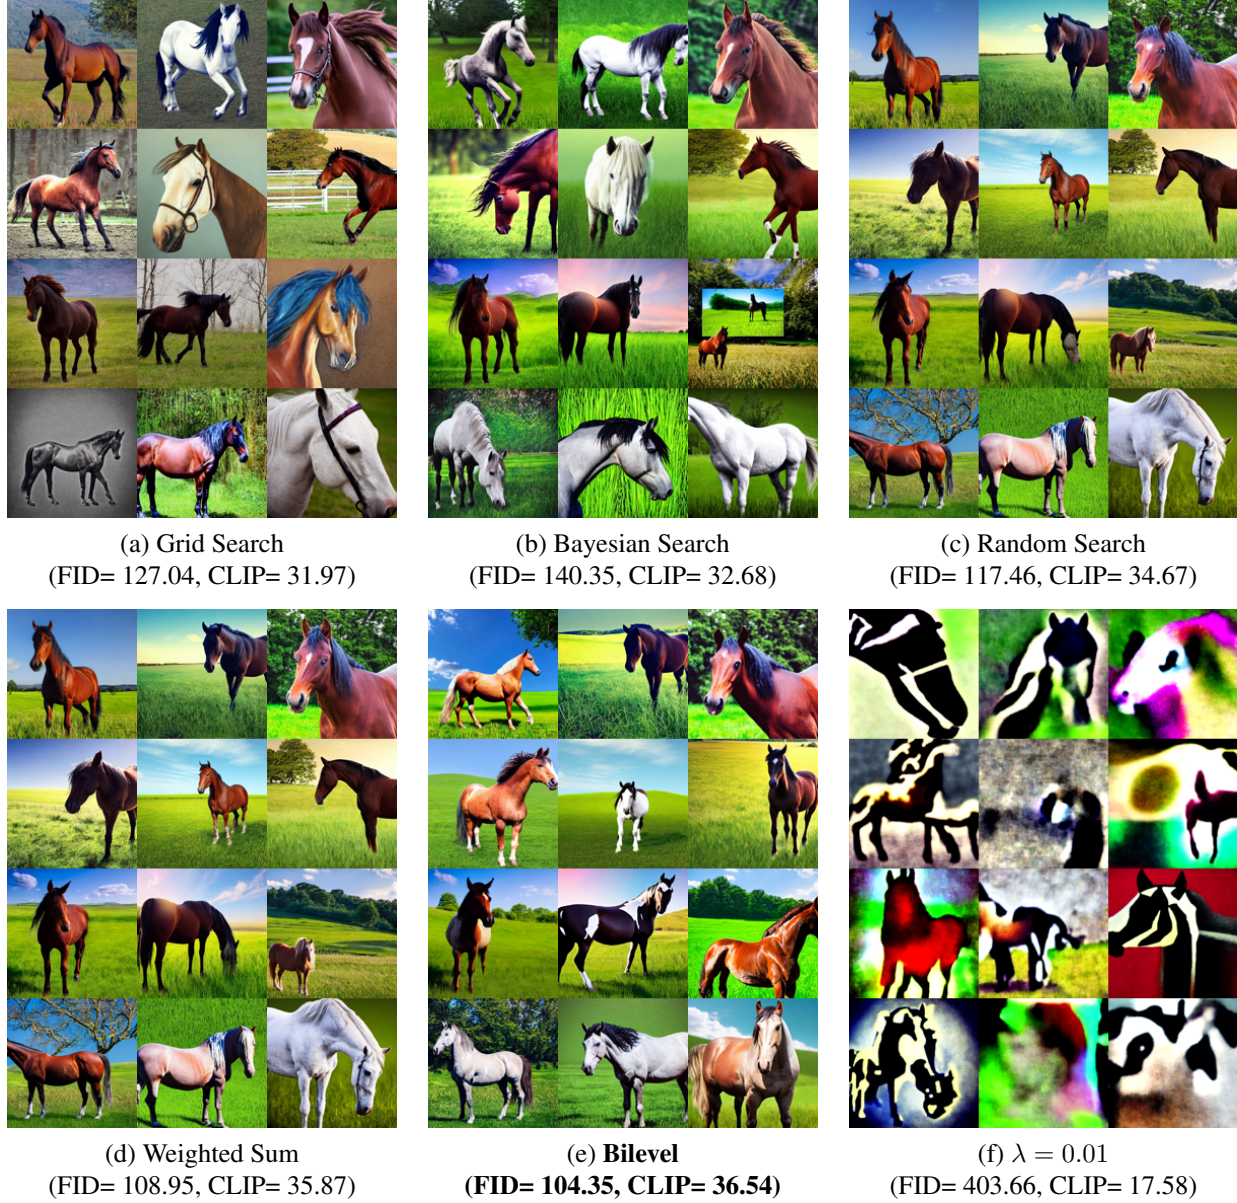 (a) Grid Search
(FID= 127.04, CLIP= 31.97)
(b) Bayesian Search
(FID= 140.35, CLIP= 32.68)
(c) Random Search
(FID= 117.46, CLIP= 34.67)
(d) Weighted Sum
(FID= 108.95, CLIP= 35.87)
(e) Bilevel
(FID= 104.35, CLIP= 36.54)
(f) λ = 0.01
(FID= 403.66, CLIP= 17.58)